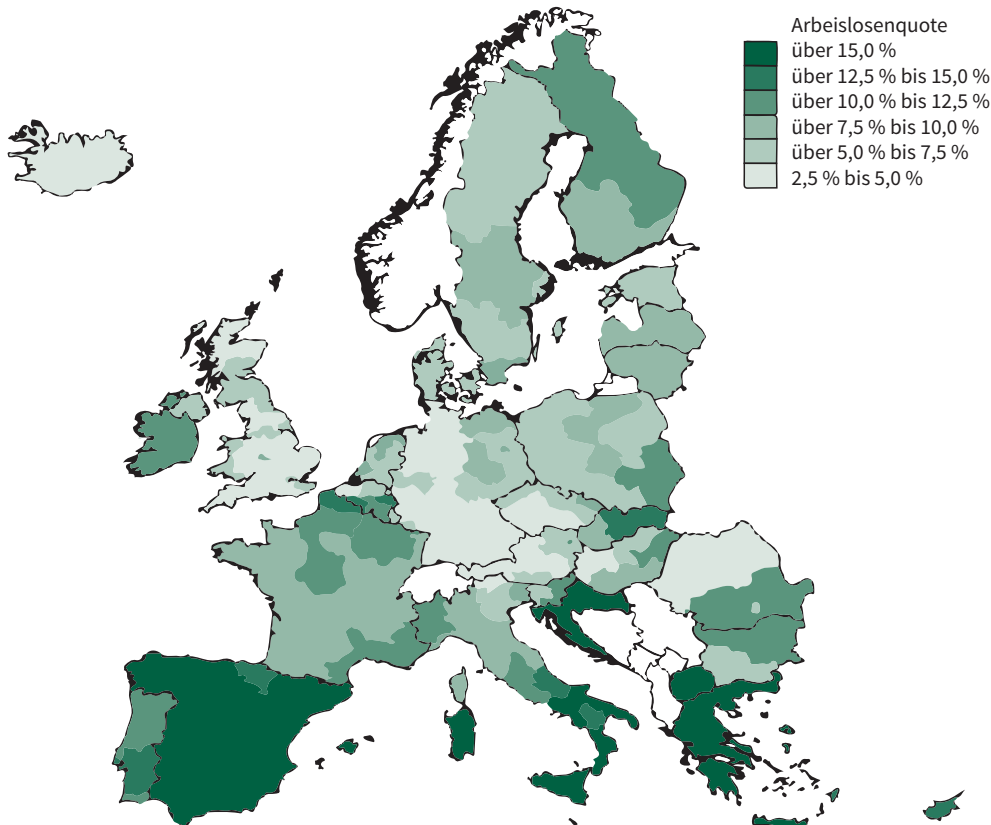 Arbeislosenquote
über 15,0 %
über 12,5 % bis 15,0 %
über 10,0 % bis 12,5 %
über 7,5 % bis 10,0 %
über 5,0 % bis 7,5 %
2,5 % bis 5,0 %